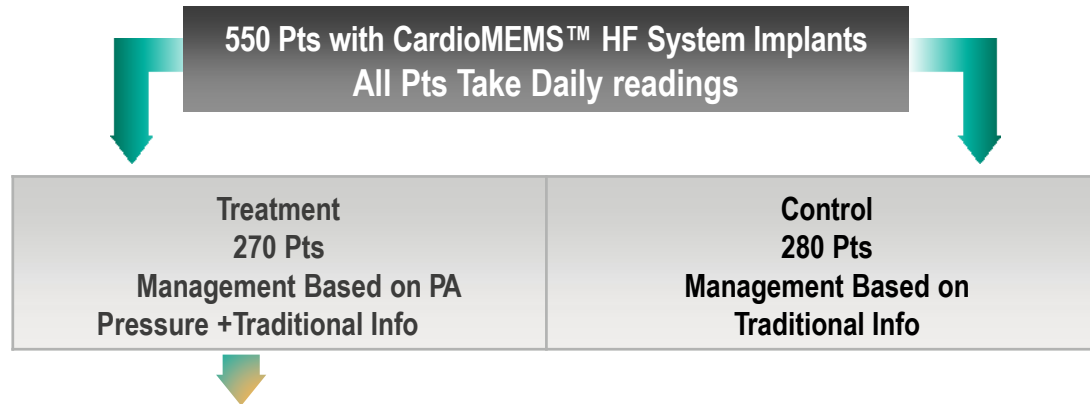 550 Pts with CardioMEMS™ HF System Implants
All Pts Take Daily readings
Treatment
270 Pts
Management Based on PA
Pressure +Traditional Info
Control
280 Pts
Management Based on
Traditional Info